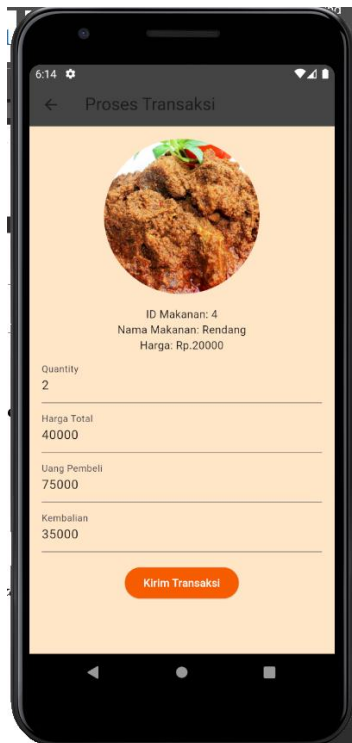 6:14
Proses Transaksi
ID Makanan: 4
Nama Makanan: Rendang
Harga: Rp.20000
Quantity
2
Harga Total
40000
Uang Pembeli
75000
Kembalian
35000
Kirim Transaksi